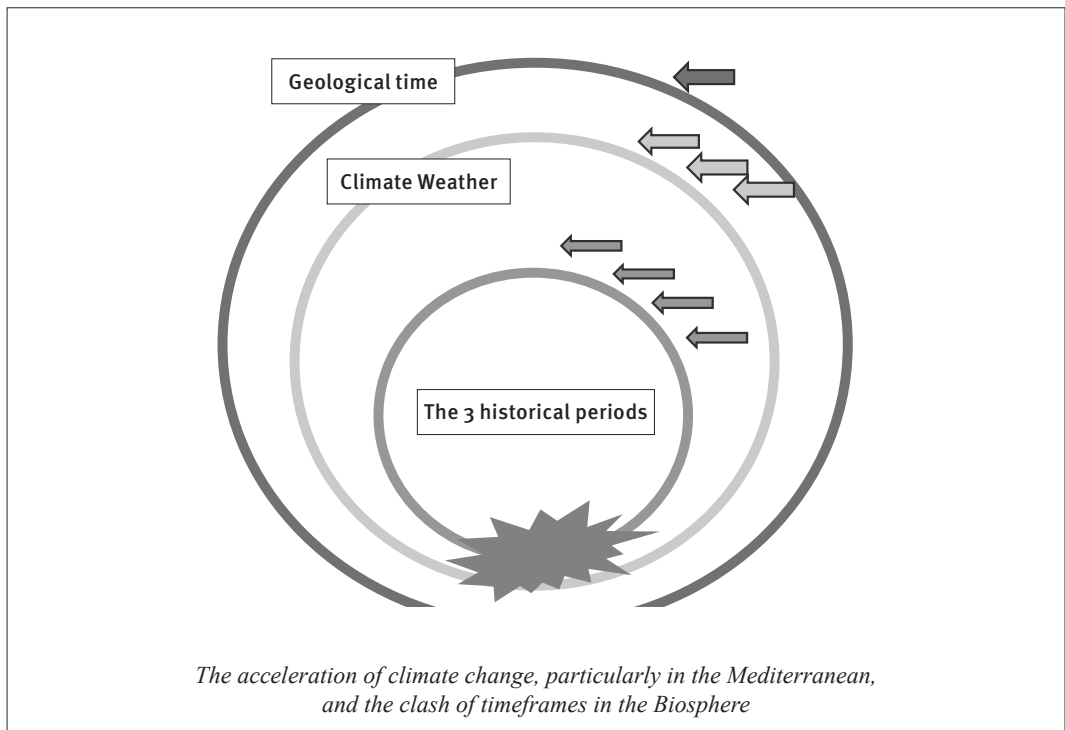 Geological time
Climate Weather
The 3 historical periods
The acceleration of climate change, particularly in the Mediterranean,
and the clash of timeframes in the Biosphere